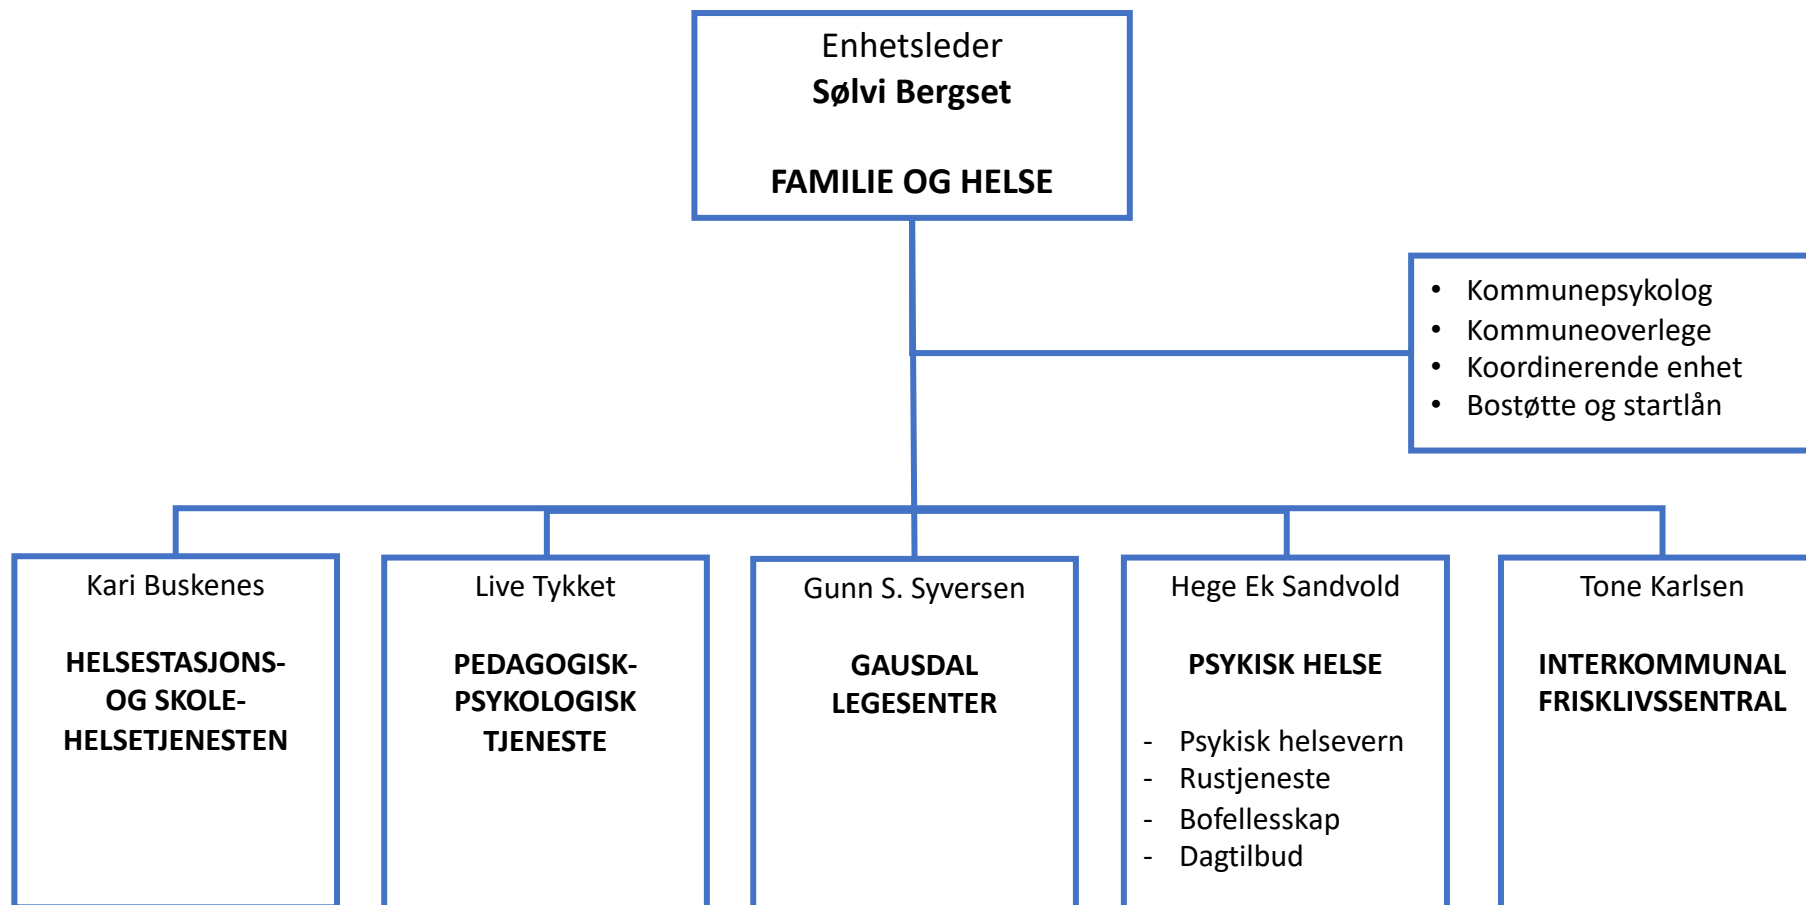 Enhetsleder
Sølvi Bergset
FAMILIE OG HELSE
• Kommunepsykolog
• Kommuneoverlege
• Koordinerende enhet
• Bostøtte og startlån
Kari Buskenes
HELSESTASJONS-
OG SKOLE-
HELSETJENESTEN
Live Tykket
PEDAGOGISK-
PSYKOLOGISK
TJENESTE
Gunn S. Syversen
GAUSDAL
LEGESENTER
Hege Ek Sandvold
PSYKISK HELSE
- Psykisk helsevern
- Rustjeneste
- Bofellesskap
- Dagtilbud
Tone Karlsen
INTERKOMMUNAL
FRISKLIVSSENTRAL